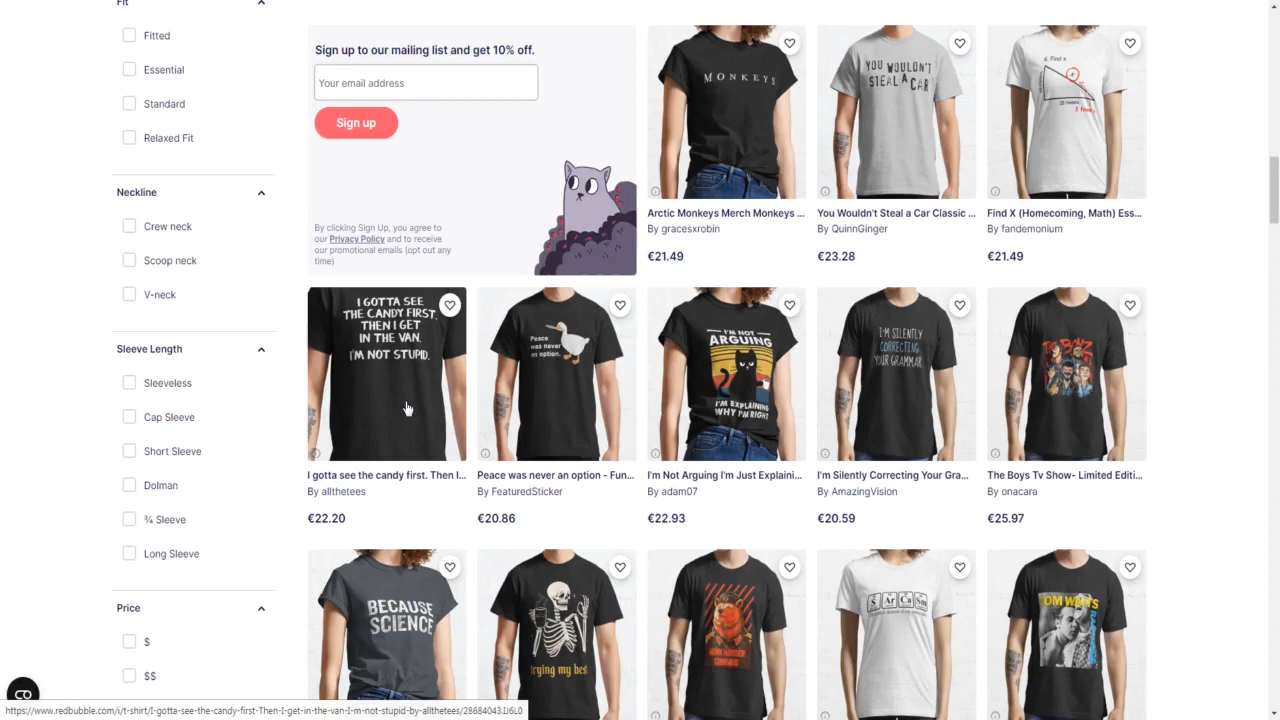 Fit
Fitted
Essential
Standard
Relaxed Fit
Neckline
Crew neck
Scoop neck
V-neck
Sleeve Length
Sleeveless
Cap Sleeve
Short Sleeve
Dolman
¾ Sleeve
Long Sleeve
Price
$
$$
Sign up to our mailing list and get 10% off.
Your email address
Sign up
By clicking Sign Up, you agree to
our Privacy Policy and to receive
our promotional emails (opt out any
time)
MONKEYS
Arctic Monkeys Merch Monkeys ...
By gracesxrobin
€21.49
YOU WOULDN'T
STEAL A CAR
You Wouldn't Steal a Car Classic ...
By QuinnGinger
€23.28
4. Find x
Find X (Homecoming, Math) Ess...
By fandemonium
€21.49
I GOTTA SEE
THE CANDY FIRST.
THEN I GET
IN THE VAN.
I'M NOT STUPID.
I gotta see the candy first. Then I...
By allthetees
€22.20
Peace
was never
an option.
Peace was never an option - Fun...
By FeaturedSticker
€20.86
I'M NOT
ARGUING
I'M EXPLAINING
WHY I'M RIGHT
I'm Not Arguing I'm Just Explaini...
By adam07
€22.93
I'M SILENTLY
CORRECTING
YOUR GRAMMAR.
I'm Silently Correcting Your Gra...
By AmazingVision
€20.59
The Boys Tv Show- Limited Editi...
By onacara
€25.97
BECAUSE
SCIENCE
trying my best
S Ar Ca Sm
TOM WAITS
https://www.redbubble.com/i/t-shirt/I-gotta-see-the-candy-first-Then-I-get-in-the-van-I-m-not-stupid-by-allthetees/28684043.IJ6L0